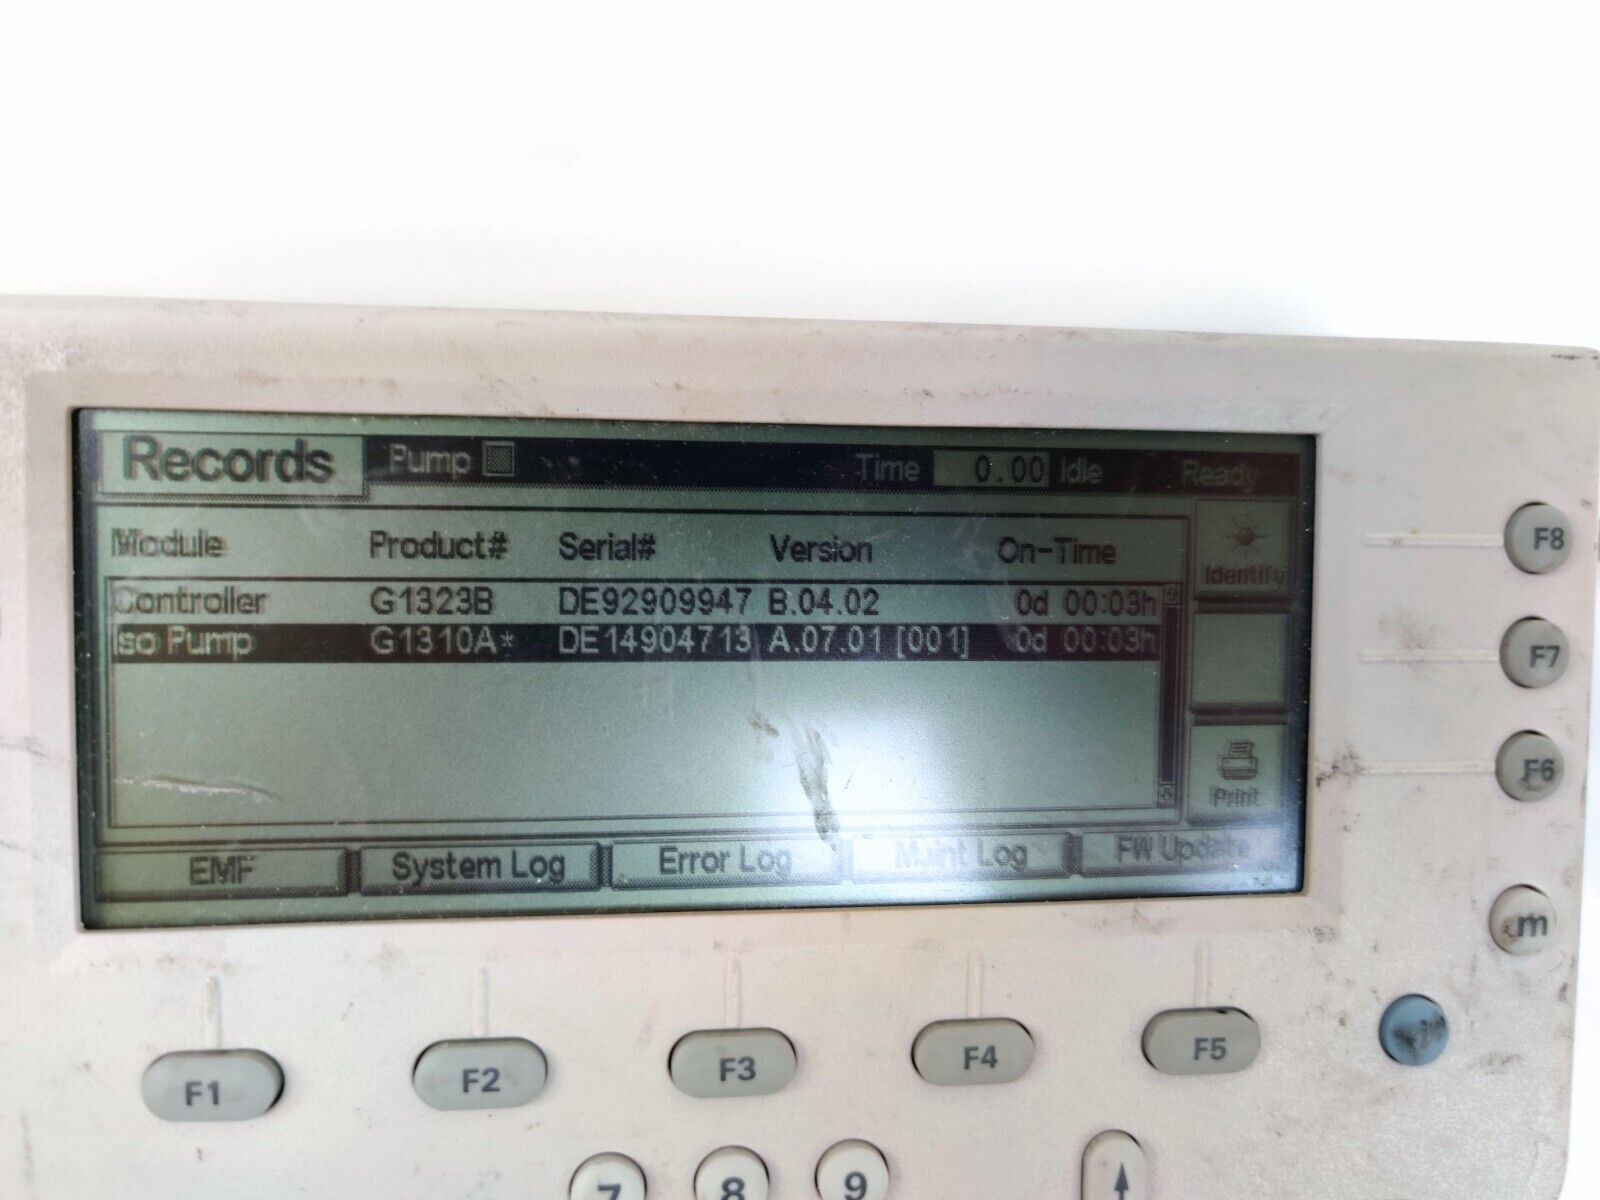 Records Pump Time 0.00 Idle Ready
Module Product# Serial# Version On-Time
Identify
Controller G1323B DE92909947 B.04.02 0d 00:03h
Iso Pump G1310A* DE14904713 A.07.01 [001] 0d 00:03h
Print
EMF System Log Error Log Maint Log FW Update
F8
F7
F6
m
F1 F2 F3 F4 F5
7 8 9